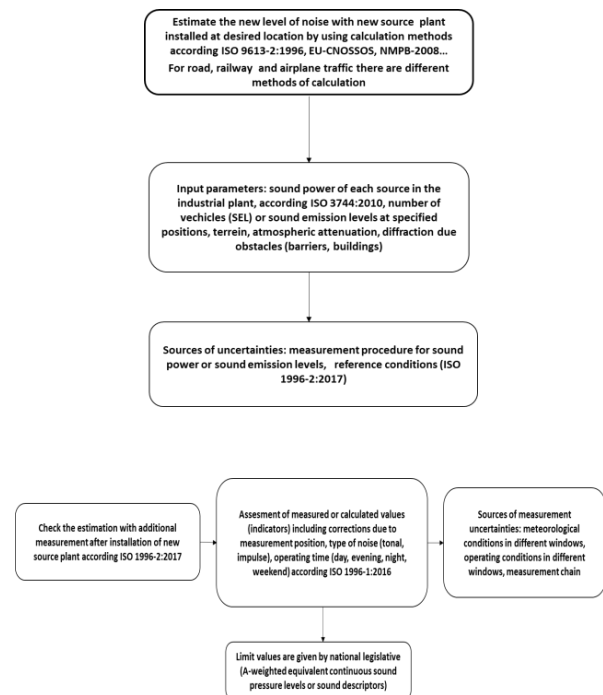 Estimate the new level of noise with new source plant
installed at desired location by using calculation methods
according ISO 9613-2:1996, EU-CNOSSOS, NMPB-2008...
For road, railway and airplane traffic there are different
methods of calculation
Input parameters: sound power of each source in the
industrial plant, according ISO 3744:2010, number of
vechicles (SEL) or sound emission levels at specified
positions, terrein, atmospheric attenuation, diffraction due
obstacles (barriers, buildings)
Sources of uncertainties: measurement procedure for sound
power or sound emission levels, reference conditions (ISO
1996-2:2017)
Check the estimation with additional
measurement after installation of new
source plant according ISO 1996-2:2017
Assesment of measured or calculated values
(indicators) including corrections due to
measurement position, type of noise (tonal,
impulse), operating time (day, evening, night,
weekend) according ISO 1996-1:2016
Sources of measurement
uncertainties: meteorological
conditions in different windows,
operating conditions in different
windows, measurement chain
Limit values are given by national legislative
(A-weighted equivalent continuous sound
pressure levels or sound descriptors)